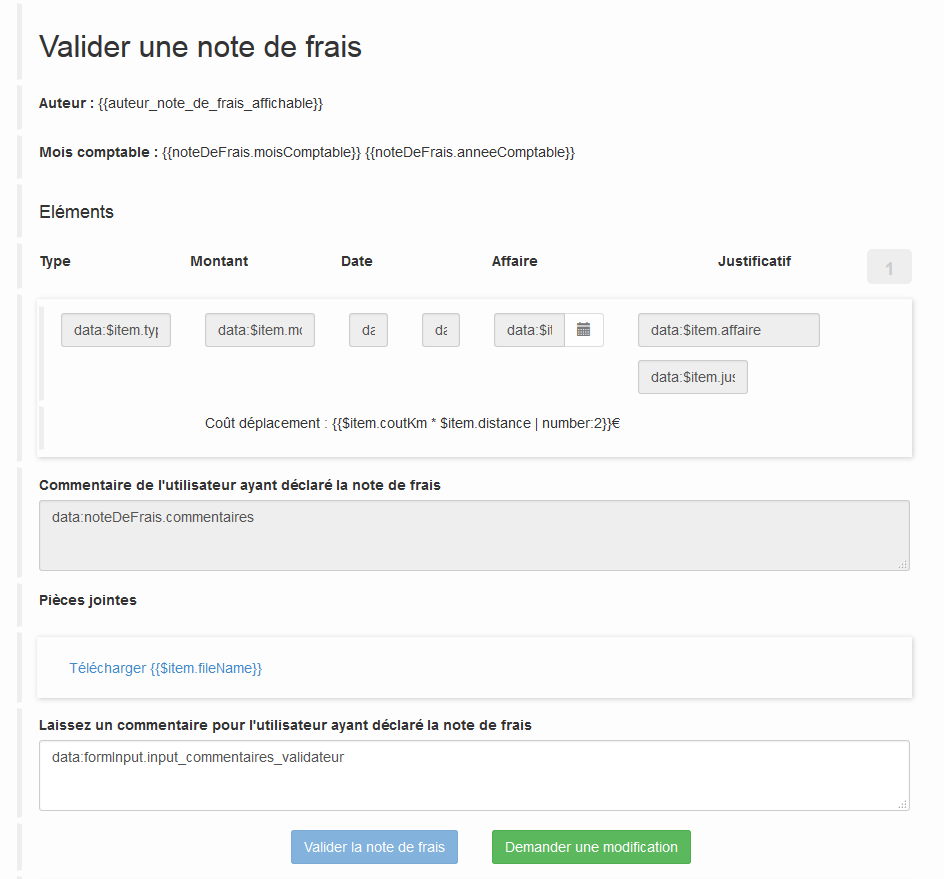 Valider une note de frais
Auteur : {{auteur_note_de_frais_affichable}}
Mois comptable : {{noteDeFrais.moisComptable}} {{noteDeFrais.anneeComptable}}
Eléments
Type Montant Date Affaire Justificatif 1
data:$item.typ data:$item.mo da da data:$it data:$item.affaire
data:$item.jus
Coût déplacement : {{$item.coutKm * $item.distance | number:2}}€
Commentaire de l'utilisateur ayant déclaré la note de frais
data:noteDeFrais.commentaires
Pièces jointes
Télécharger {{$item.fileName}}
Laissez un commentaire pour l'utilisateur ayant déclaré la note de frais
data:formInput.input_commentaires_validateur
Valider la note de frais Demander une modification